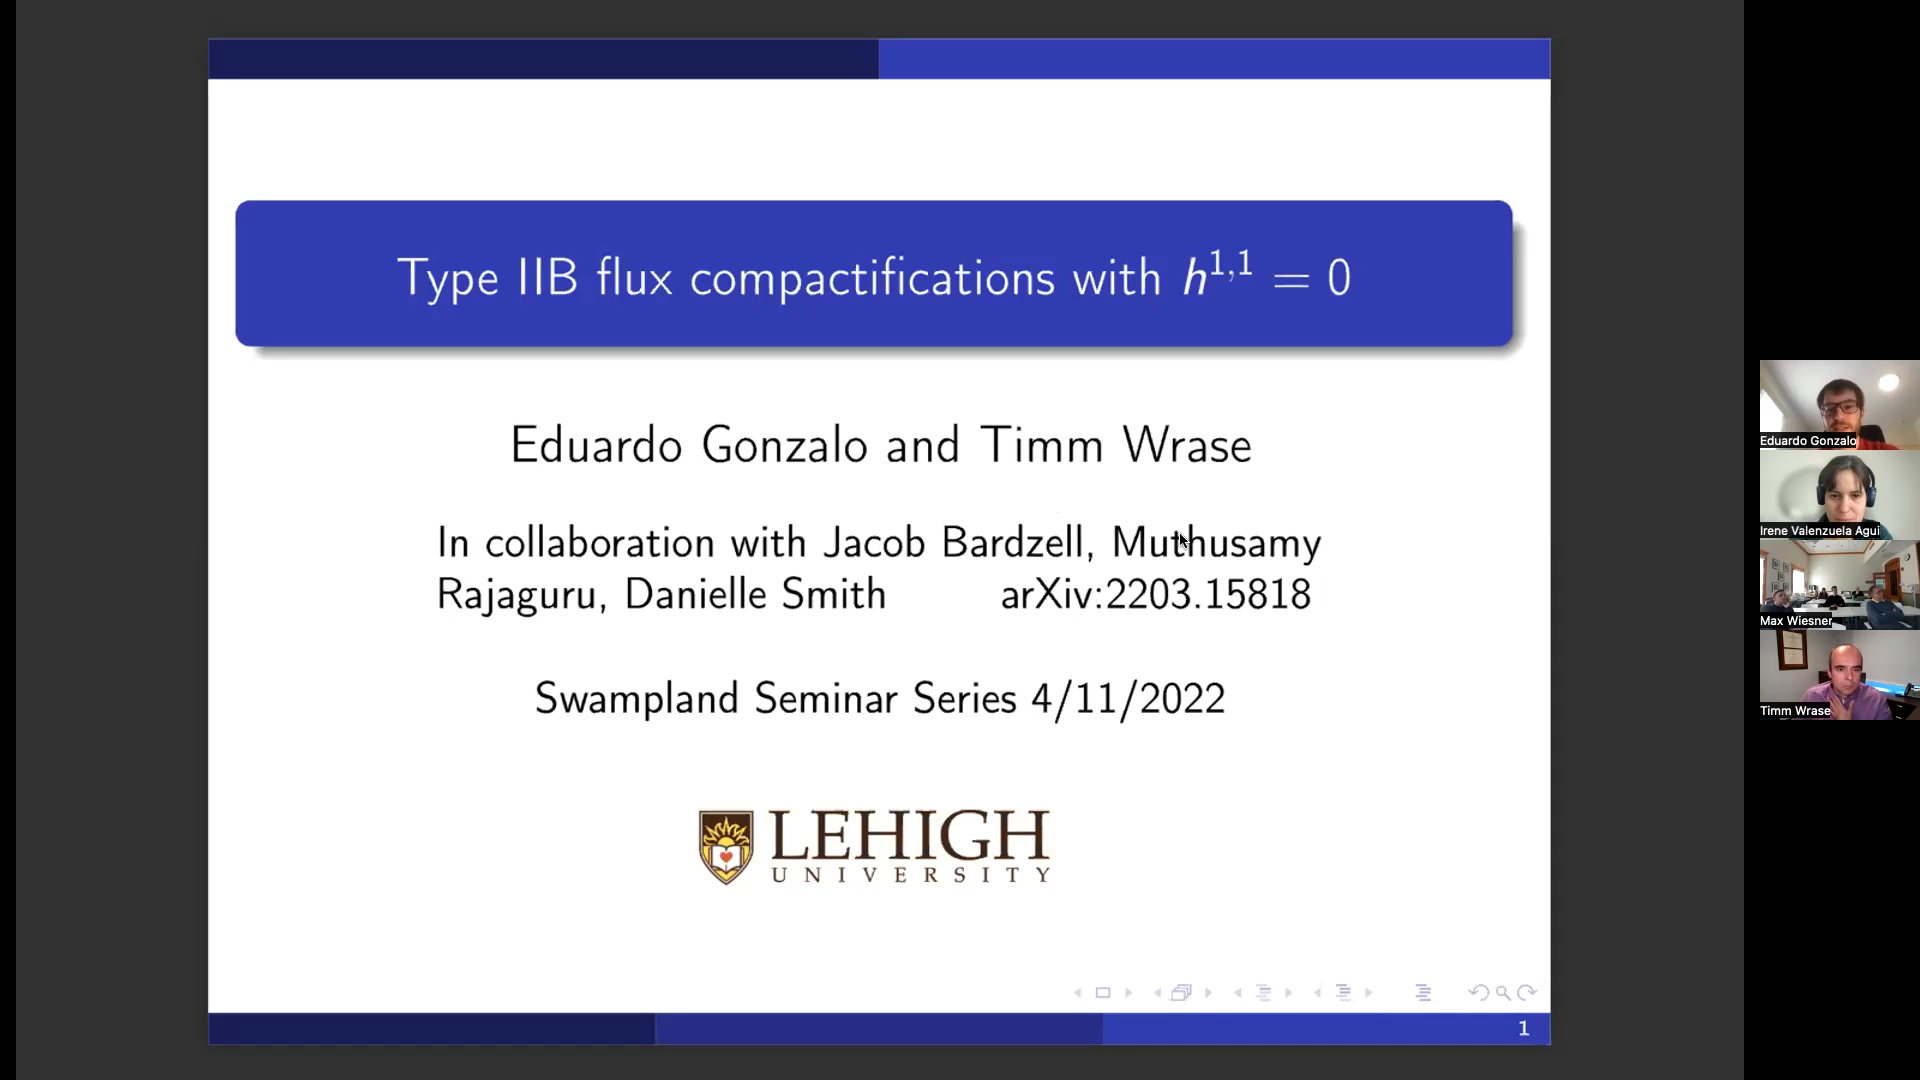 Type IIB flux compactifications with h^{1,1} = 0
Eduardo Gonzalo and Timm Wrase
In collaboration with Jacob Bardzell, Muthusamy
Rajaguru, Danielle Smith arXiv:2203.15818
Swampland Seminar Series 4/11/2022
LEHIGH
UNIVERSITY
1
Eduardo Gonzalo
Irene Valenzuela Agui
Max Wiesner
Timm Wrase